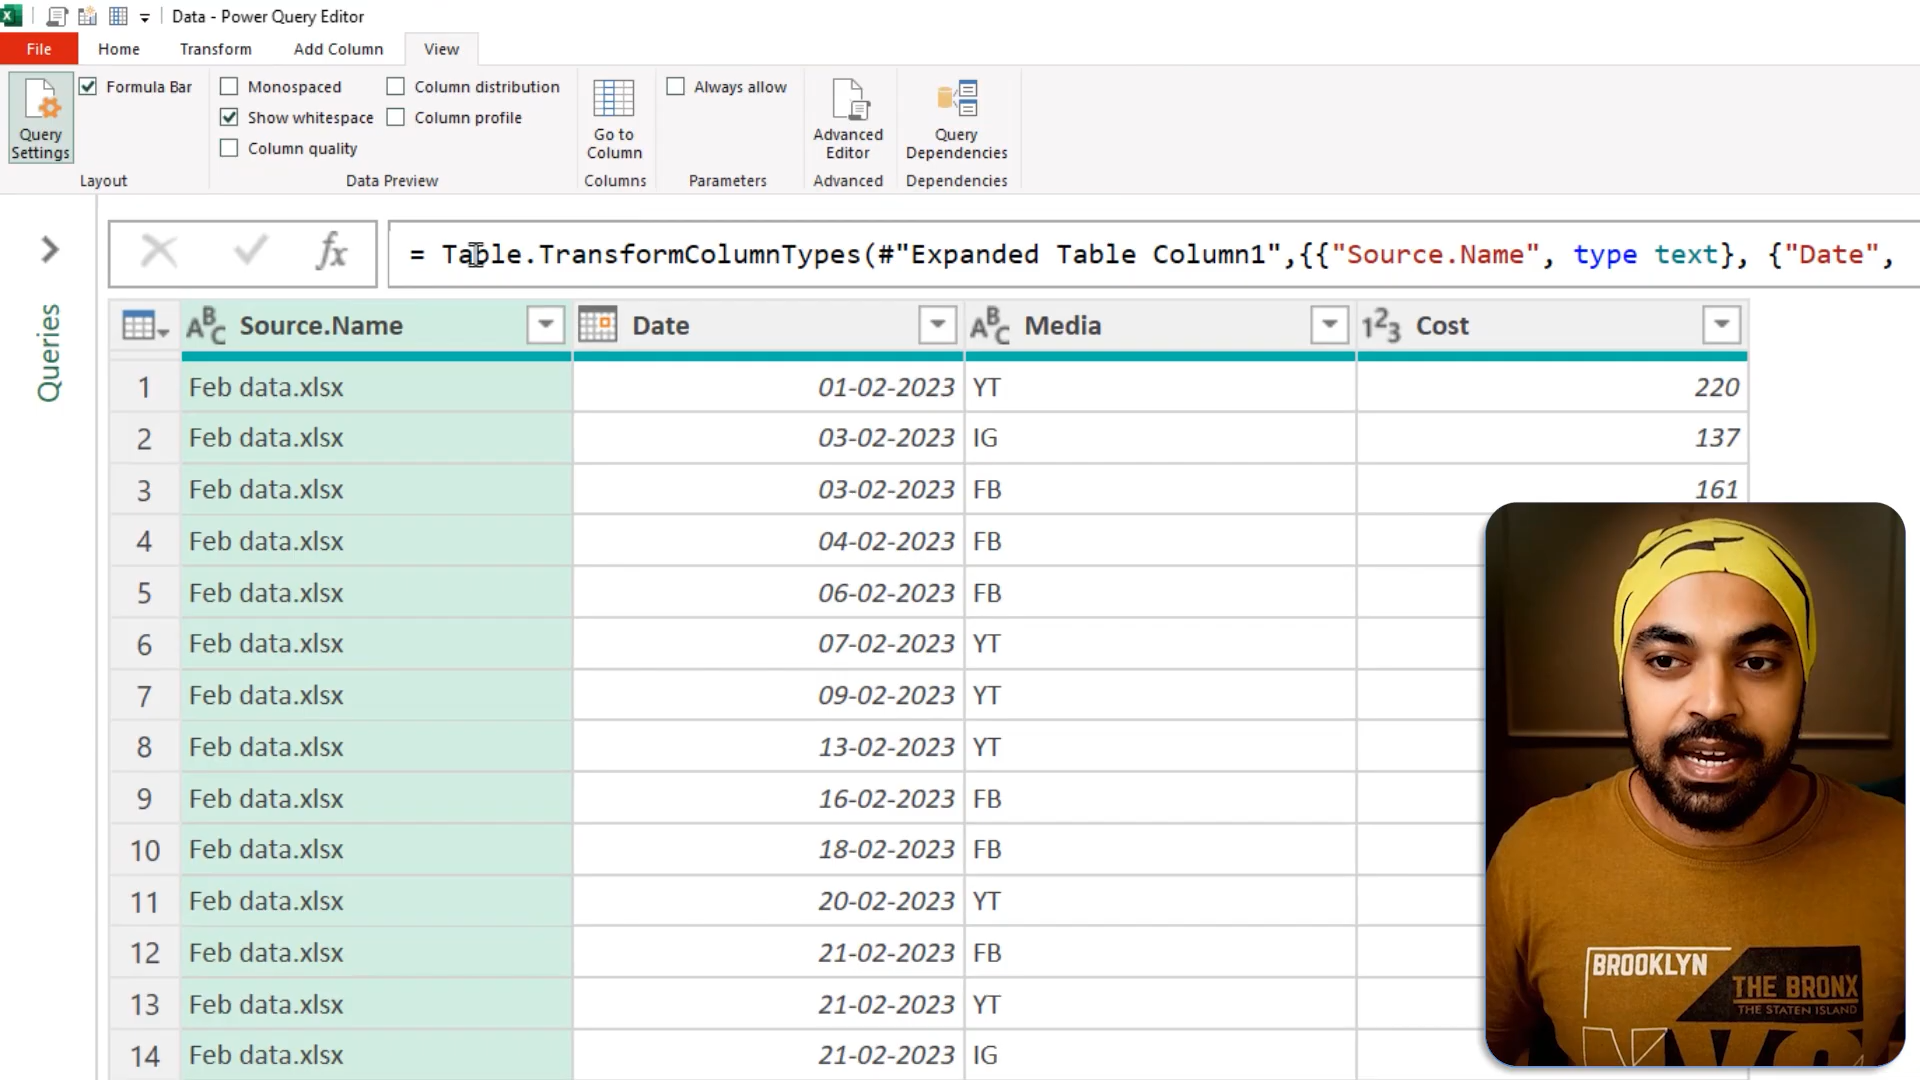 Data - Power Query Editor
File Home Transform Add Column View
Query Settings
Formula Bar
Layout
Monospaced
Show whitespace
Column quality
Column distribution
Column profile
Data Preview
Go to Column
Columns
Always allow
Parameters
Advanced Editor
Advanced
Query Dependencies
Dependencies
fx
= Table.TransformColumnTypes(#"Expanded Table Column1",{{"Source.Name", type text}, {"Date",
Queries
ABC Source.Name Date ABC Media 123 Cost
1 Feb data.xlsx 01-02-2023 YT 220
2 Feb data.xlsx 03-02-2023 IG 137
3 Feb data.xlsx 03-02-2023 FB 161
4 Feb data.xlsx 04-02-2023 FB
5 Feb data.xlsx 06-02-2023 FB
6 Feb data.xlsx 07-02-2023 YT
7 Feb data.xlsx 09-02-2023 YT
8 Feb data.xlsx 13-02-2023 YT
9 Feb data.xlsx 16-02-2023 FB
10 Feb data.xlsx 18-02-2023 FB
11 Feb data.xlsx 20-02-2023 YT
12 Feb data.xlsx 21-02-2023 FB
13 Feb data.xlsx 21-02-2023 YT
14 Feb data.xlsx 21-02-2023 IG
BROOKLYN
THE BRONX
THE STATEN ISLAND